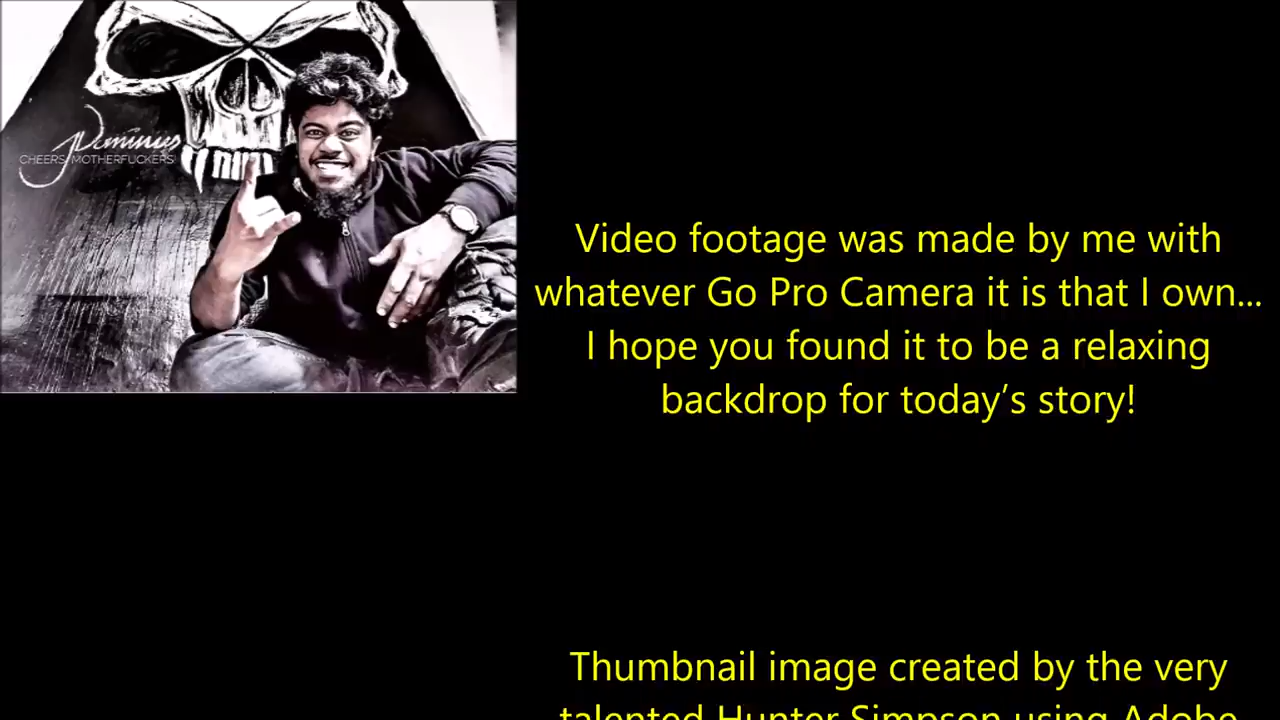 CHEERS MOTHERFUCKERS!
Video footage was made by me with
whatever Go Pro Camera it is that I own...
I hope you found it to be a relaxing
backdrop for today’s story!
Thumbnail image created by the very
talented Hunter Simpson using Adobe